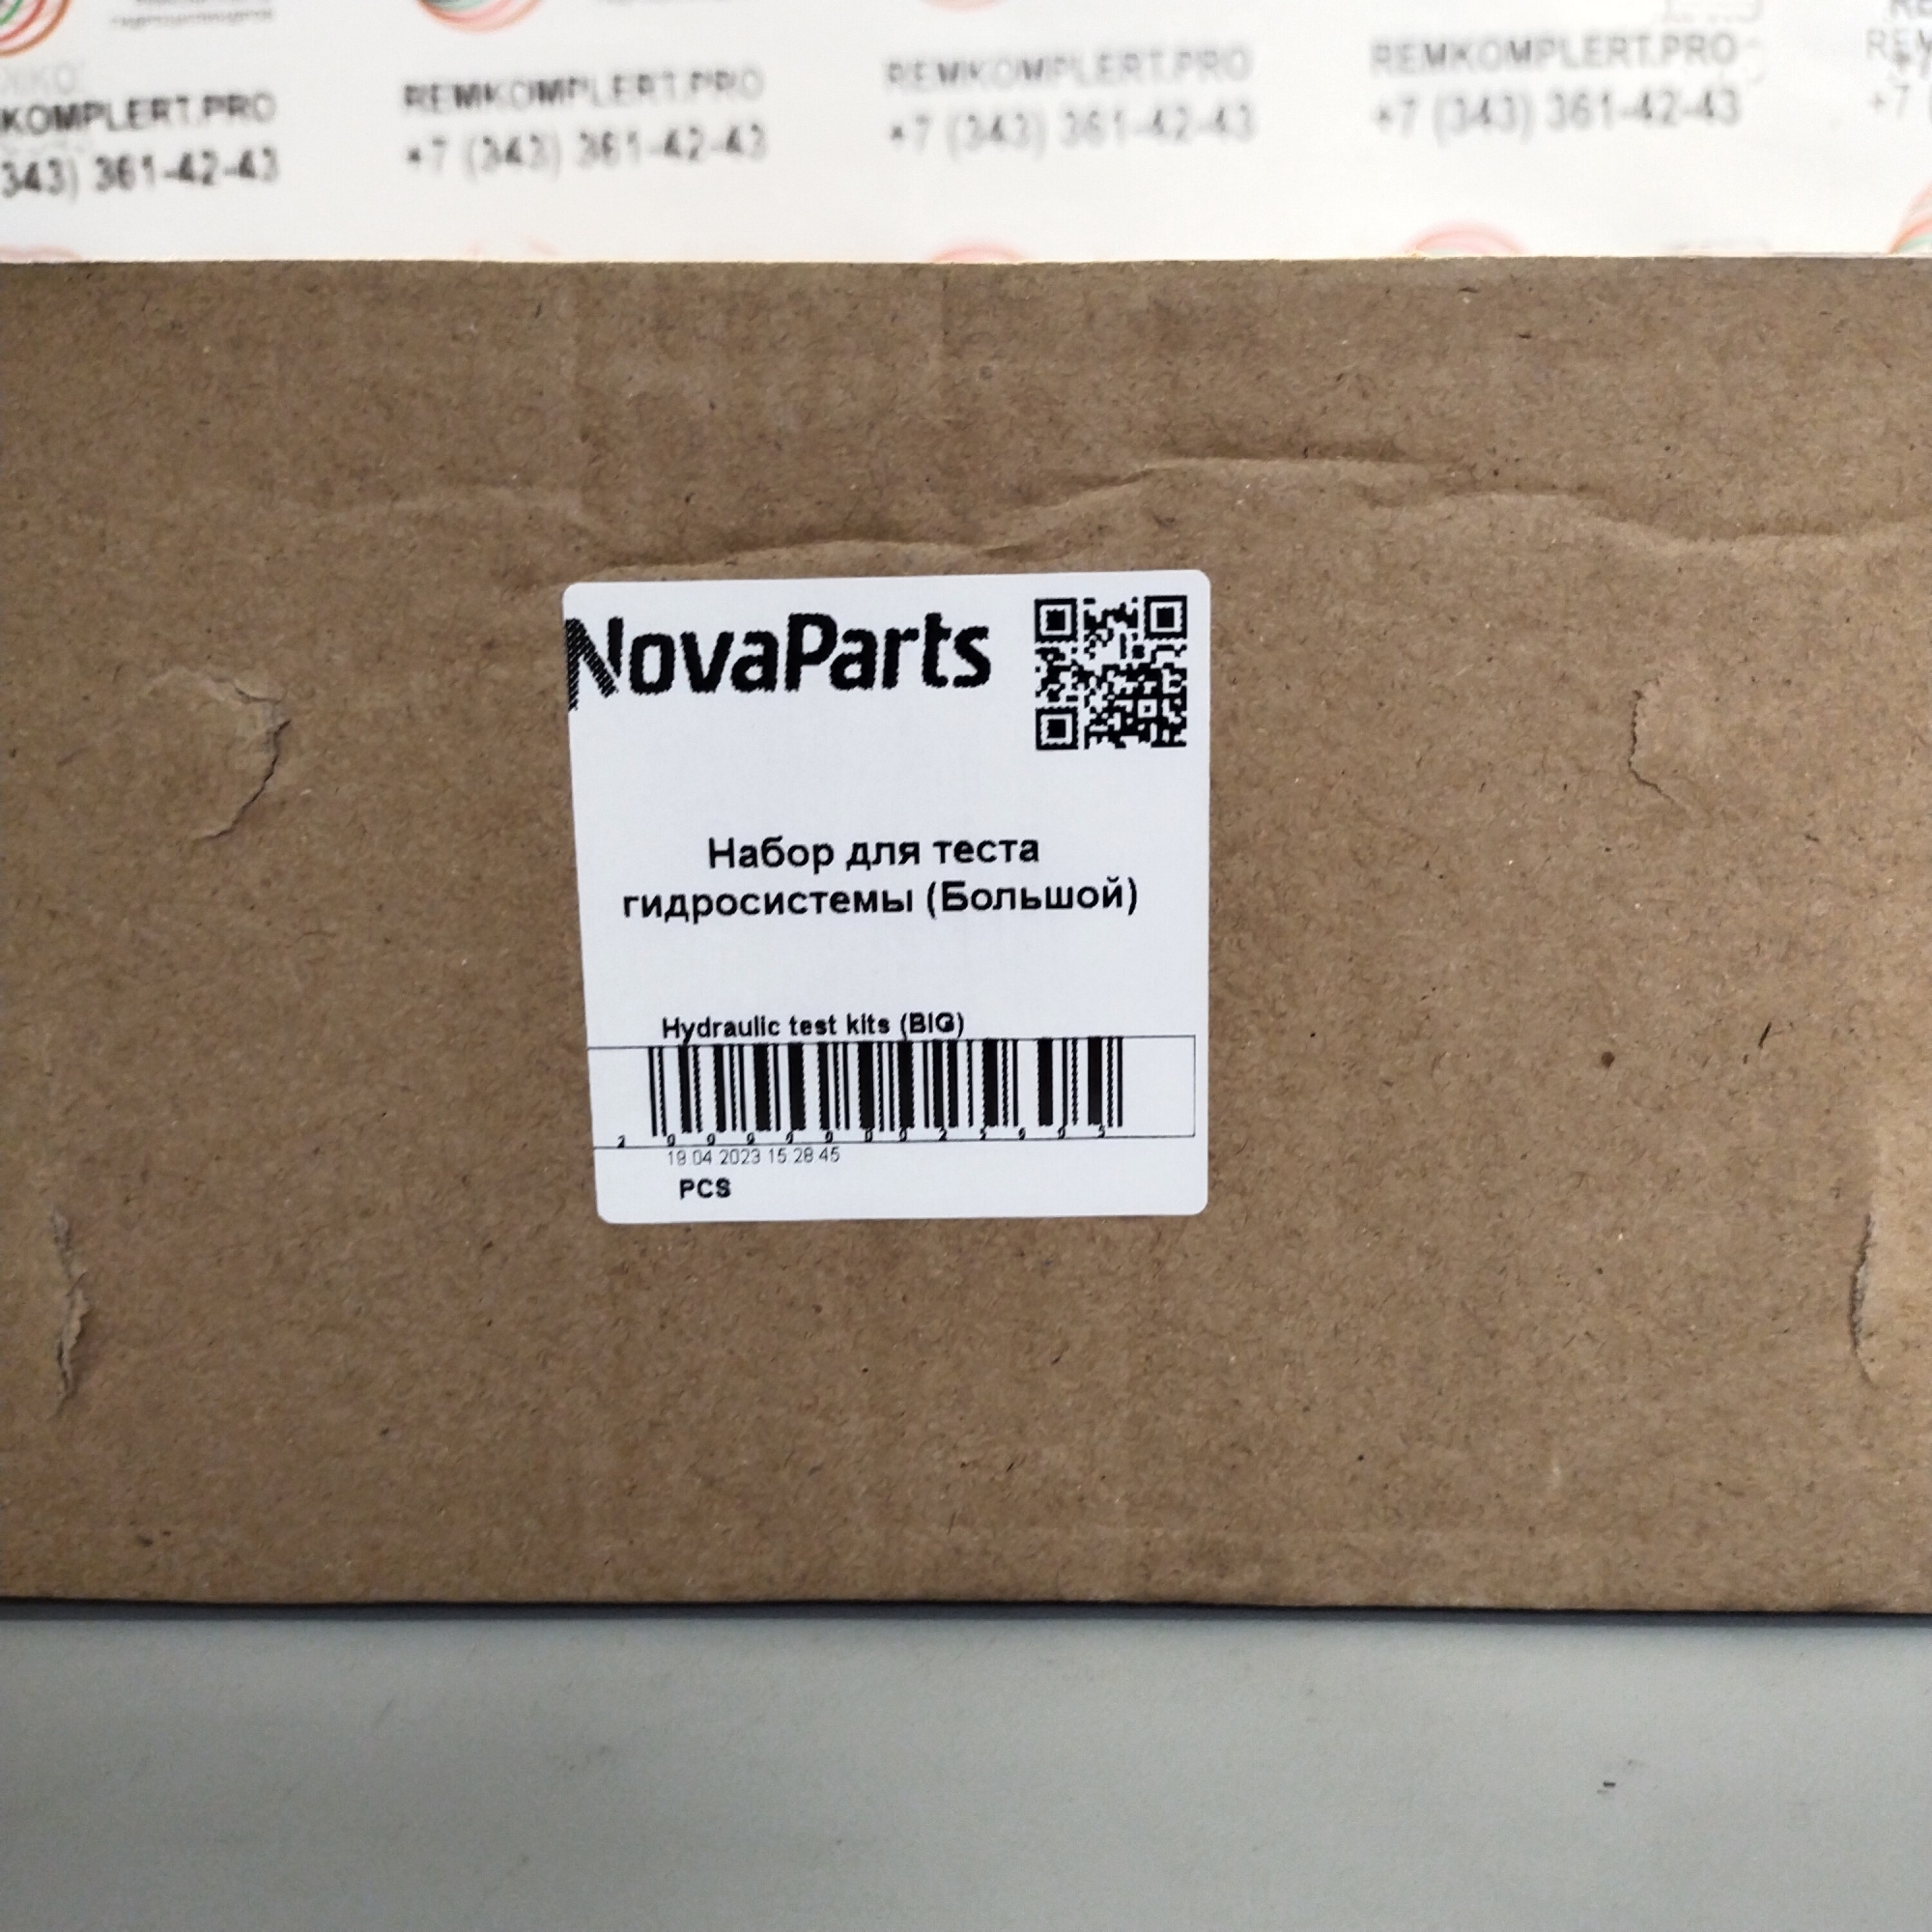 KOMPLERT.PRO
343) 361-42-43
REMKOMPLERT.PRO
+7 (343) 361-42-43
REMKOMPLERT.PRO
+7 (343) 361-42-43
REMKOMPLERT.PRO
+7 (343) 361-42-43
+7
NovaParts
Набор для теста
гидросистемы (Большой)
Hydraulic test kits (BIG)
19 04 2023 15 28 45
PCS